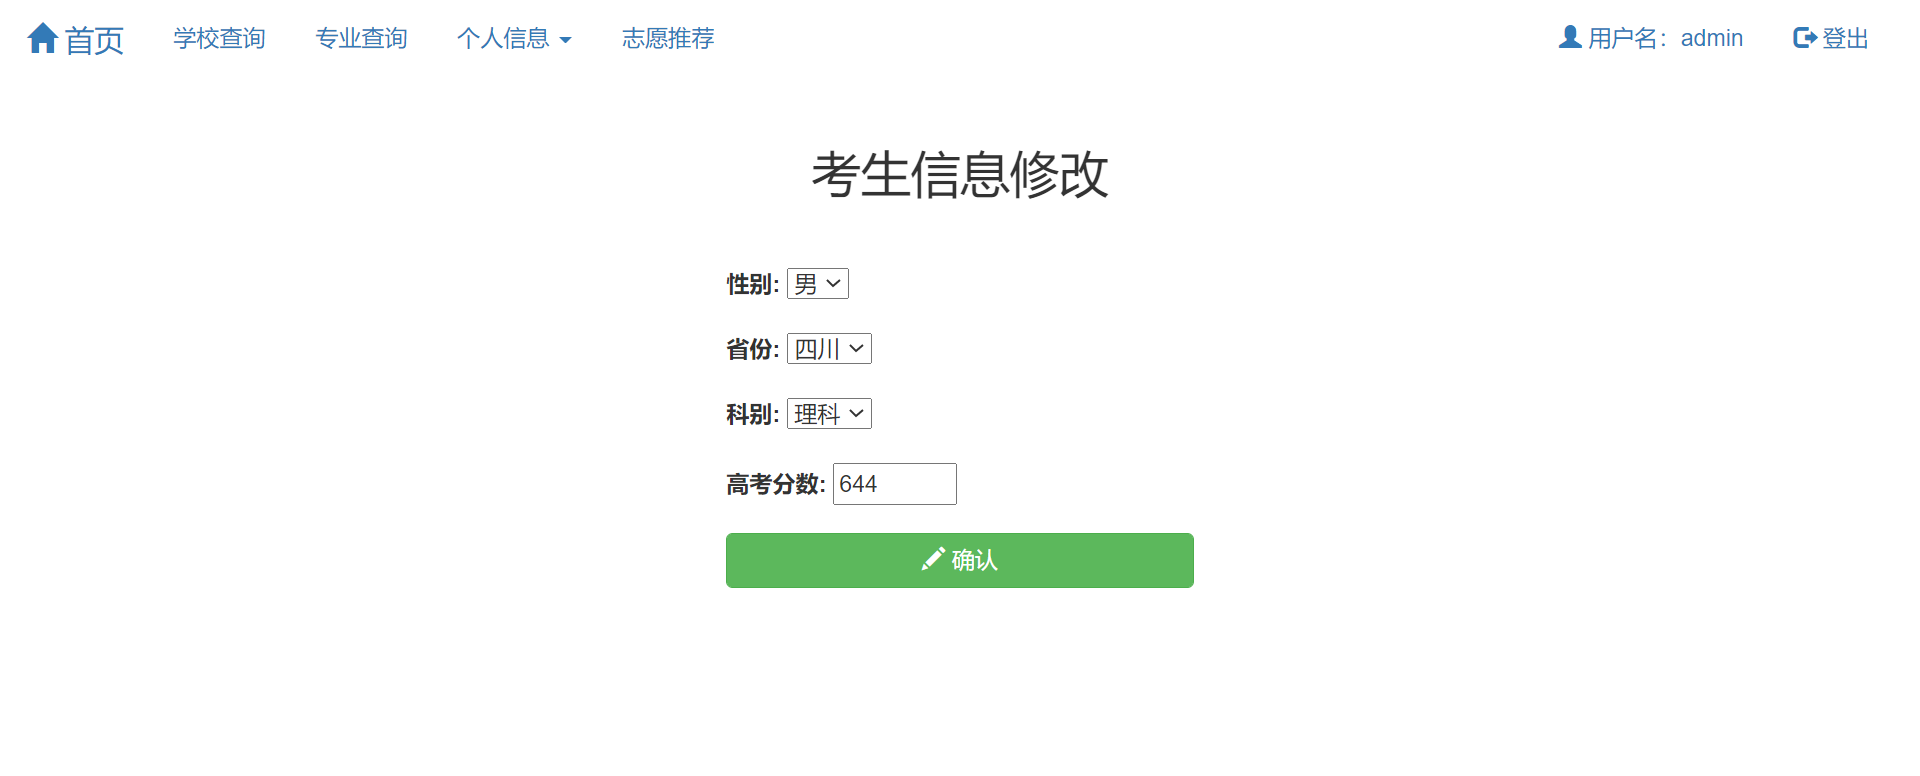 首页 学校查询 专业查询 个人信息 志愿推荐 用户名：admin 登出
考生信息修改
性别: 男
省份: 四川
科别: 理科
高考分数: 644
确认